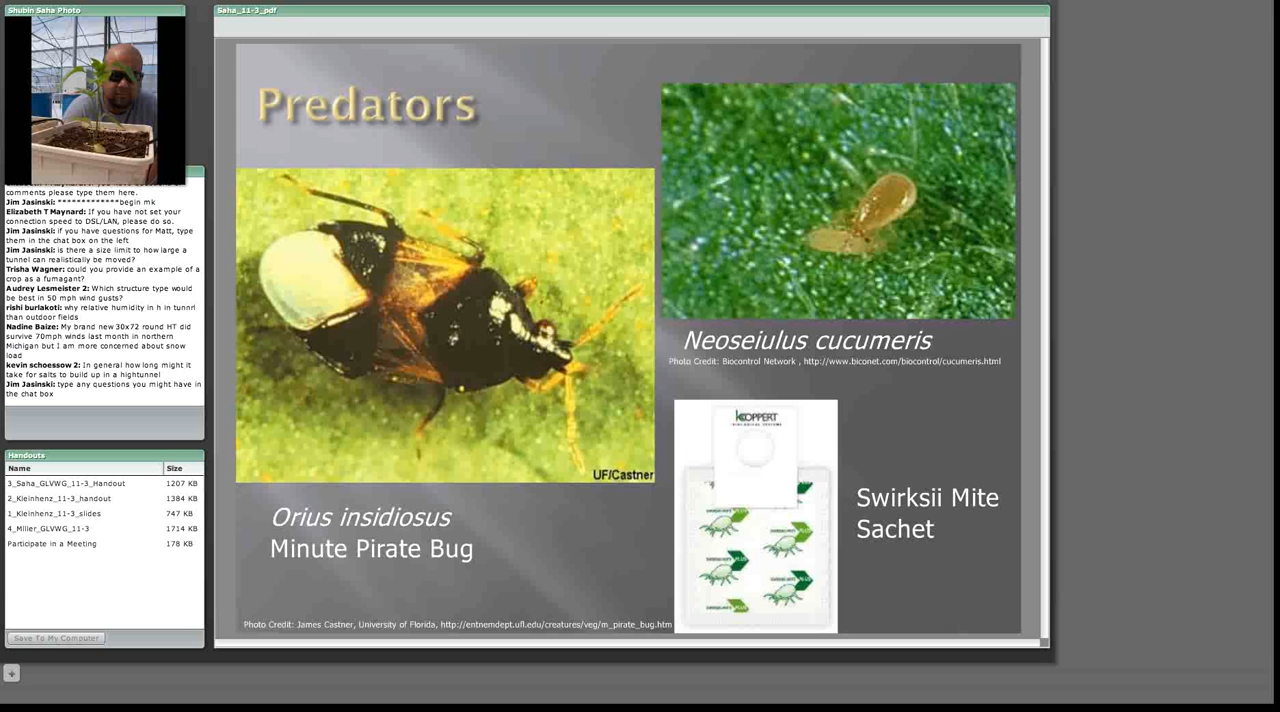 Shubin Saha Photo
comments please type them here.
Jim Jasinski: *************begin mk
Elizabeth T Maynard: If you have not set your
connection speed to DSL/LAN, please do so.
Jim Jasinski: if you have questions for Matt, type
them in the chat box on the left
Jim Jasinski: is there a size limit to how large a
tunnel can realistically be moved?
Trisha Wagner: could you provide an example of a
crop as a fumagant?
Audrey Lesmeister 2: Which structure type would
be best in 50 mph wind gusts?
rishi burlakoti: why relative humidity in h in tunnrl
than outdoor fields
Nadine Baize: My brand new 30x72 round HT did
survive 70mph winds last month in northern
Michigan but I am more concerned about snow
load
kevin schoessow 2: In general how long might it
take for salts to build up in a hightunnel
Jim Jasinski: type any questions you might have in
the chat box
Handouts
Name Size
3_Saha_GLVWG_11-3_Handout 1207 KB
2_Kleinhenz_11-3_handout 1384 KB
1_Kleinhenz_11-3_slides 747 KB
4_Miller_GLVWG_11-3 1714 KB
Participate in a Meeting 178 KB
Save To My Computer
Saha_11-3_pdf
Predators
UF/Castner
Orius insidiosus
Minute Pirate Bug
Photo Credit: James Castner, University of Florida, http://entnemdept.ufl.edu/creatures/veg/m_pirate_bug.htm
Neoseiulus cucumeris
Photo Credit: Biocontrol Network , http://www.biconet.com/biocontrol/cucumeris.html
KOPPERT
BIOLOGICAL SYSTEMS
Swirksii Mite
Sachet